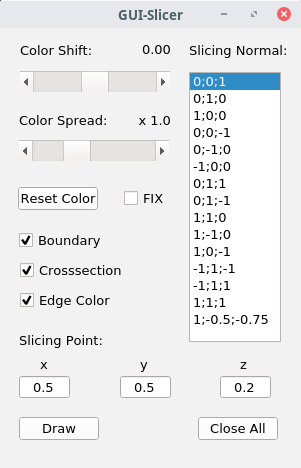 GUI-Slicer
Color Shift: 0.00
Color Spread: x 1.0
Reset Color FIX
Boundary
Crosssection
Edge Color
Slicing Normal:
0;0;1
0;1;0
1;0;0
0;0;-1
0;-1;0
-1;0;0
0;1;1
0;1;-1
1;1;0
1;-1;0
1;0;-1
-1;1;-1
-1;1;1
1;1;1
1;-0.5;-0.75
Slicing Point:
x y z
0.5 0.5 0.2
Draw Close All